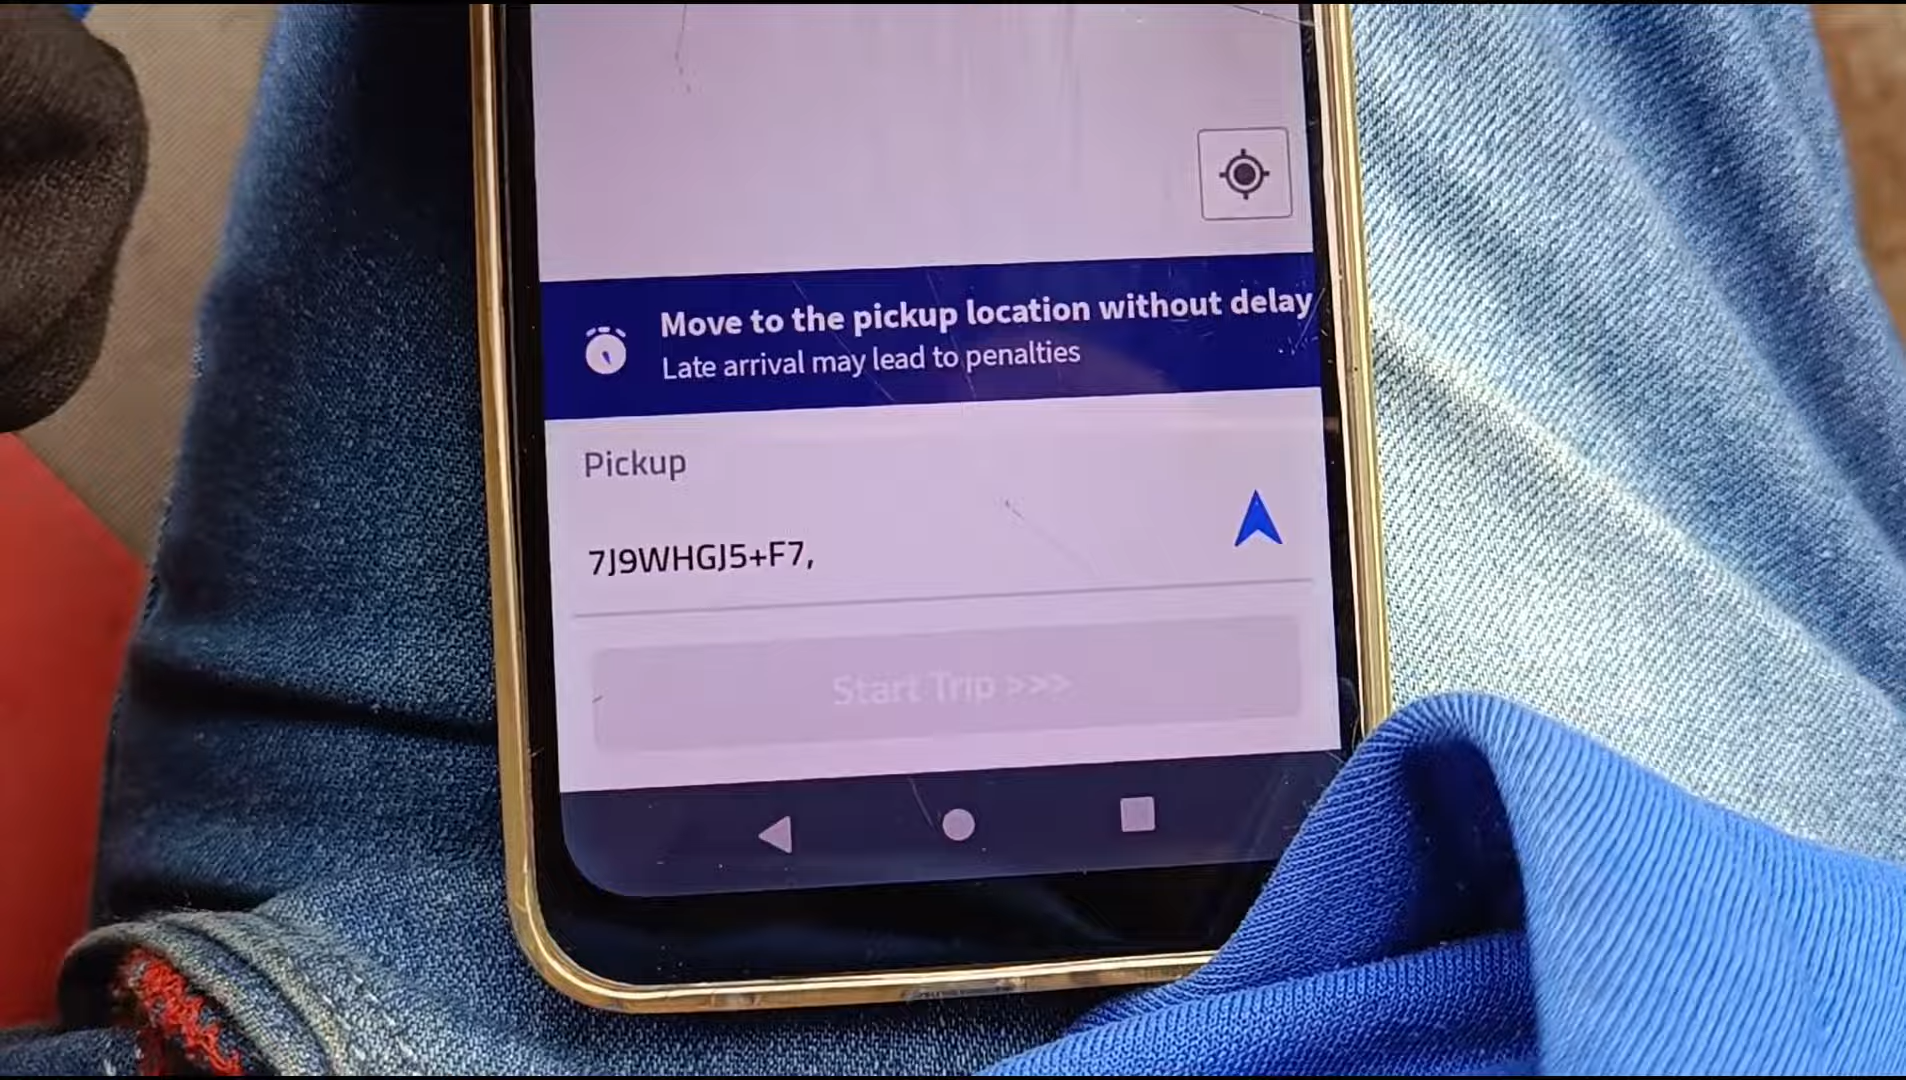 Move to the pickup location without delay
Late arrival may lead to penalties
Pickup
7J9WHGJ5+F7,
Start Trip >>>